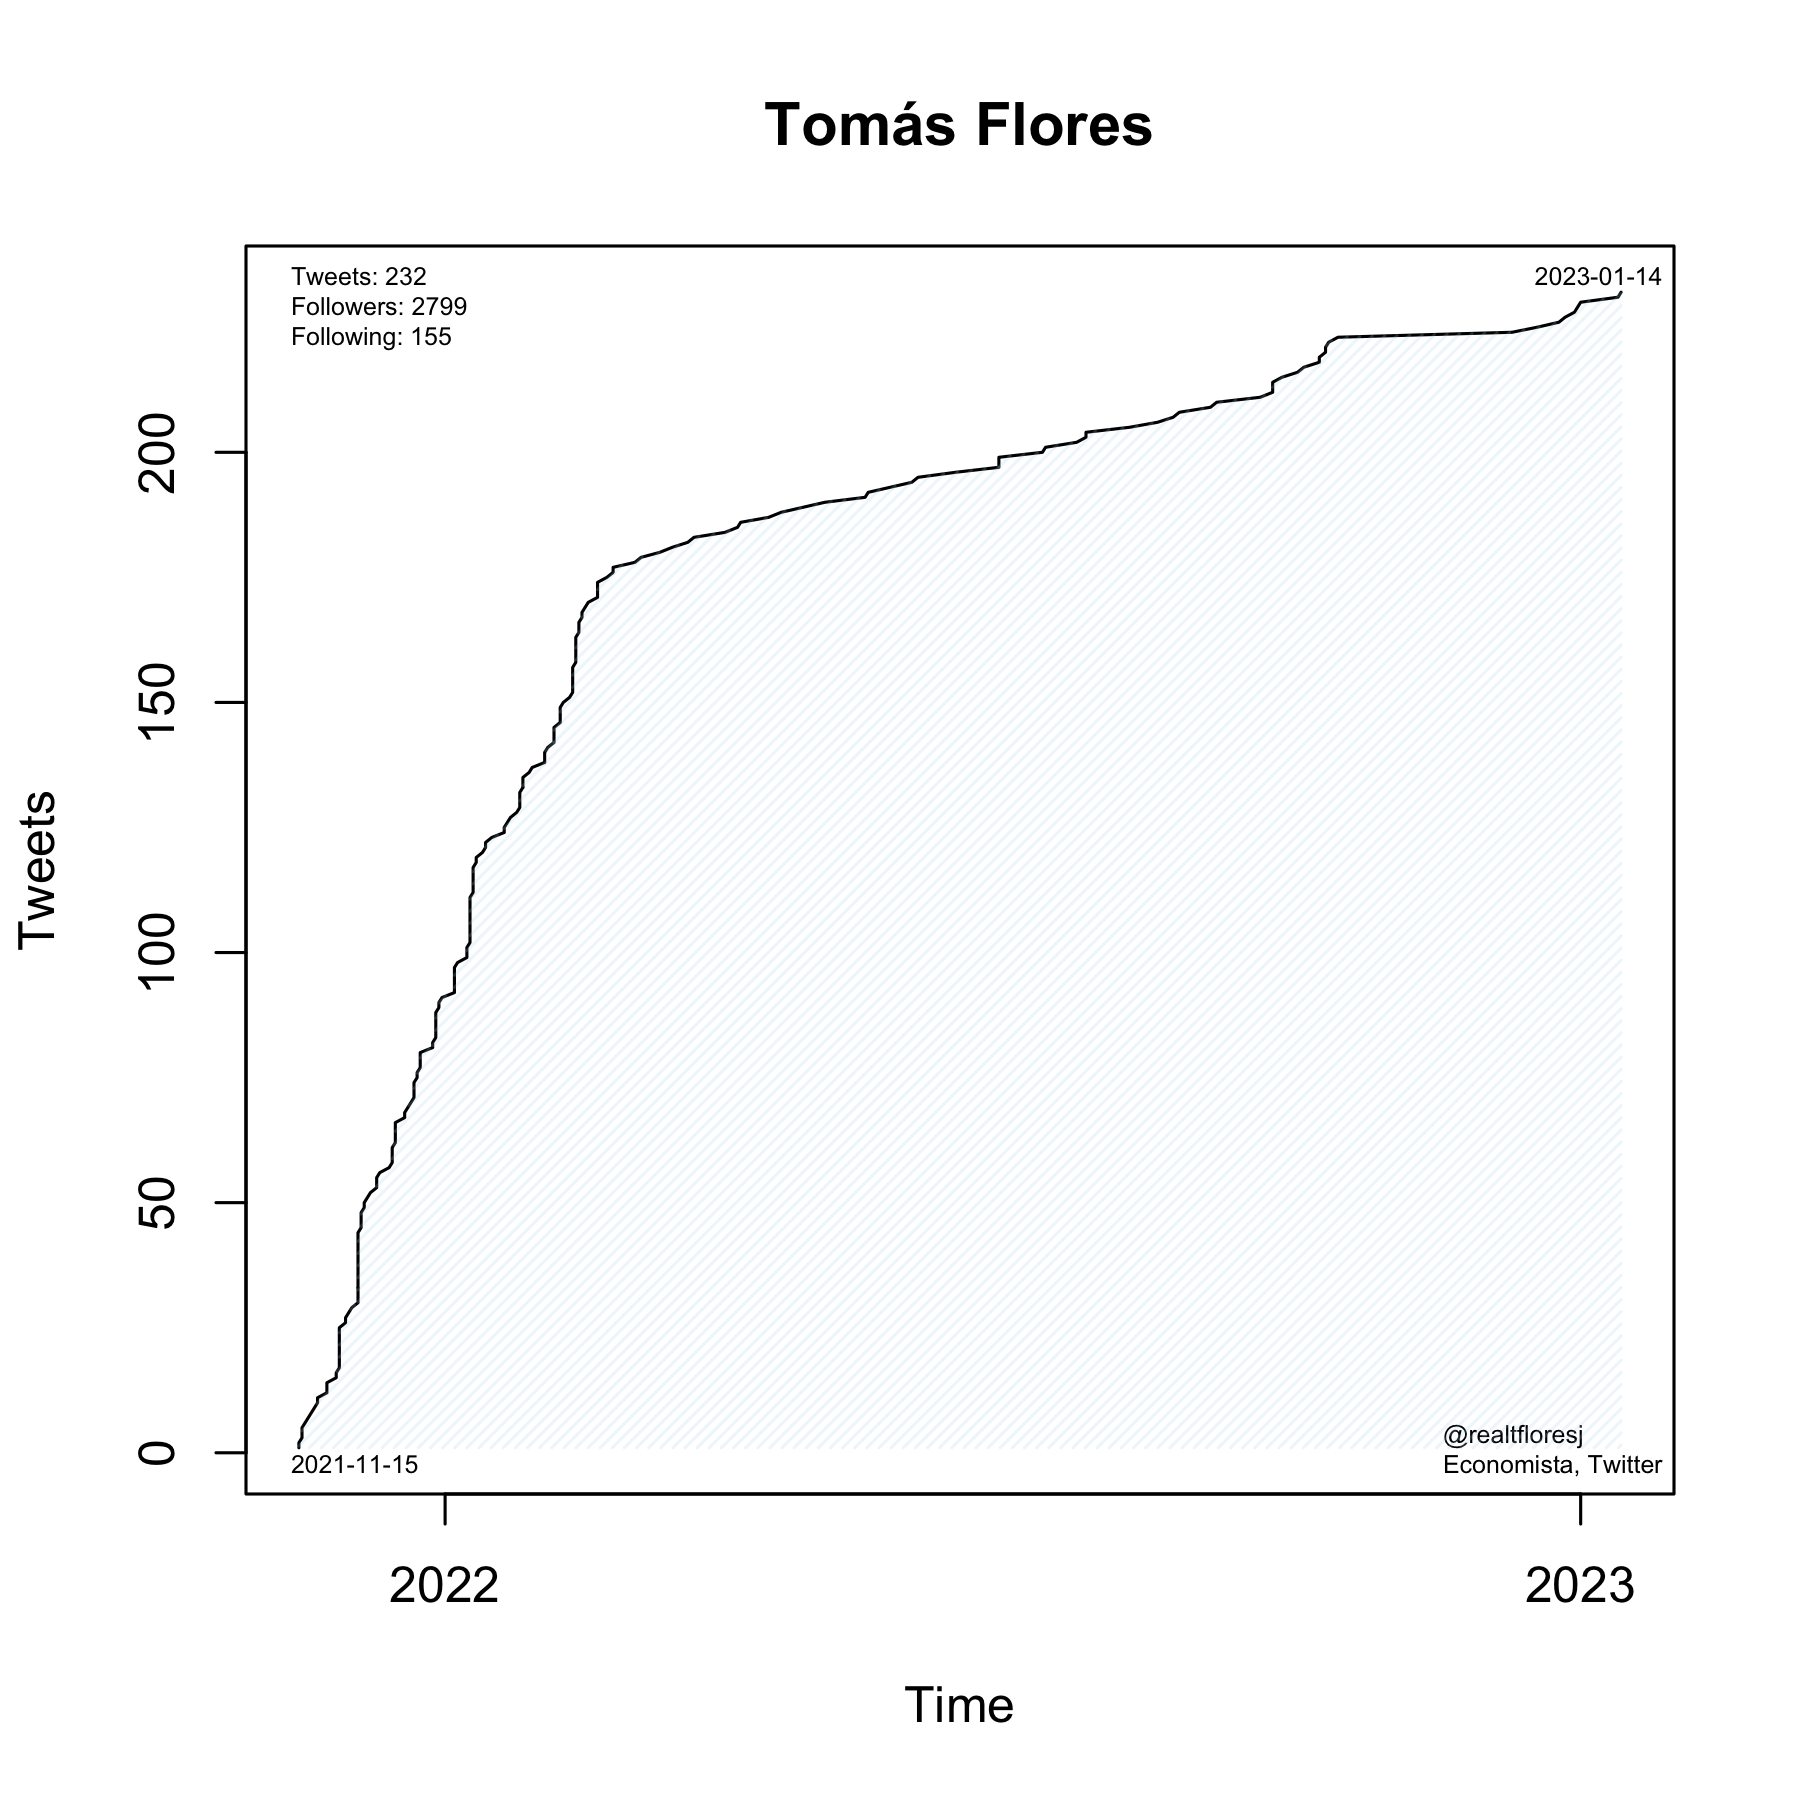 Tomás Flores
Tweets: 232
Followers: 2799
Following: 155
2023-01-14
200
150
100
50
0
Tweets
2021-11-15
@realtfloresj
Economista, Twitter
2022
2023
Time